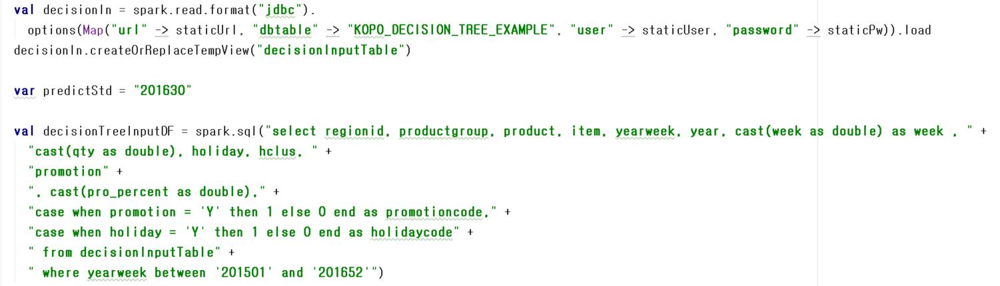 val decisionIn = spark.read.format("jdbc").
options(Map("url" -> staticUrl, "dbtable" -> "KOPO_DECISION_TREE_EXAMPLE", "user" -> staticUser, "password" -> staticPw)).load
decisionIn.createOrReplaceTempView("decisionInputTable")
var predictStd = "201630"
val decisionTreeInputDF = spark.sql("select regionid, productgroup, product, item, yearweek, year, cast(week as double) as week , " +
"cast(qty as double), holiday, hclus, " +
"promotion" +
", cast(pro_percent as double)," +
"case when promotion = 'Y' then 1 else 0 end as promotioncode," +
"case when holiday = 'Y' then 1 else 0 end as holidaycode" +
" from decisionInputTable" +
" where yearweek between '201501' and '201652'")